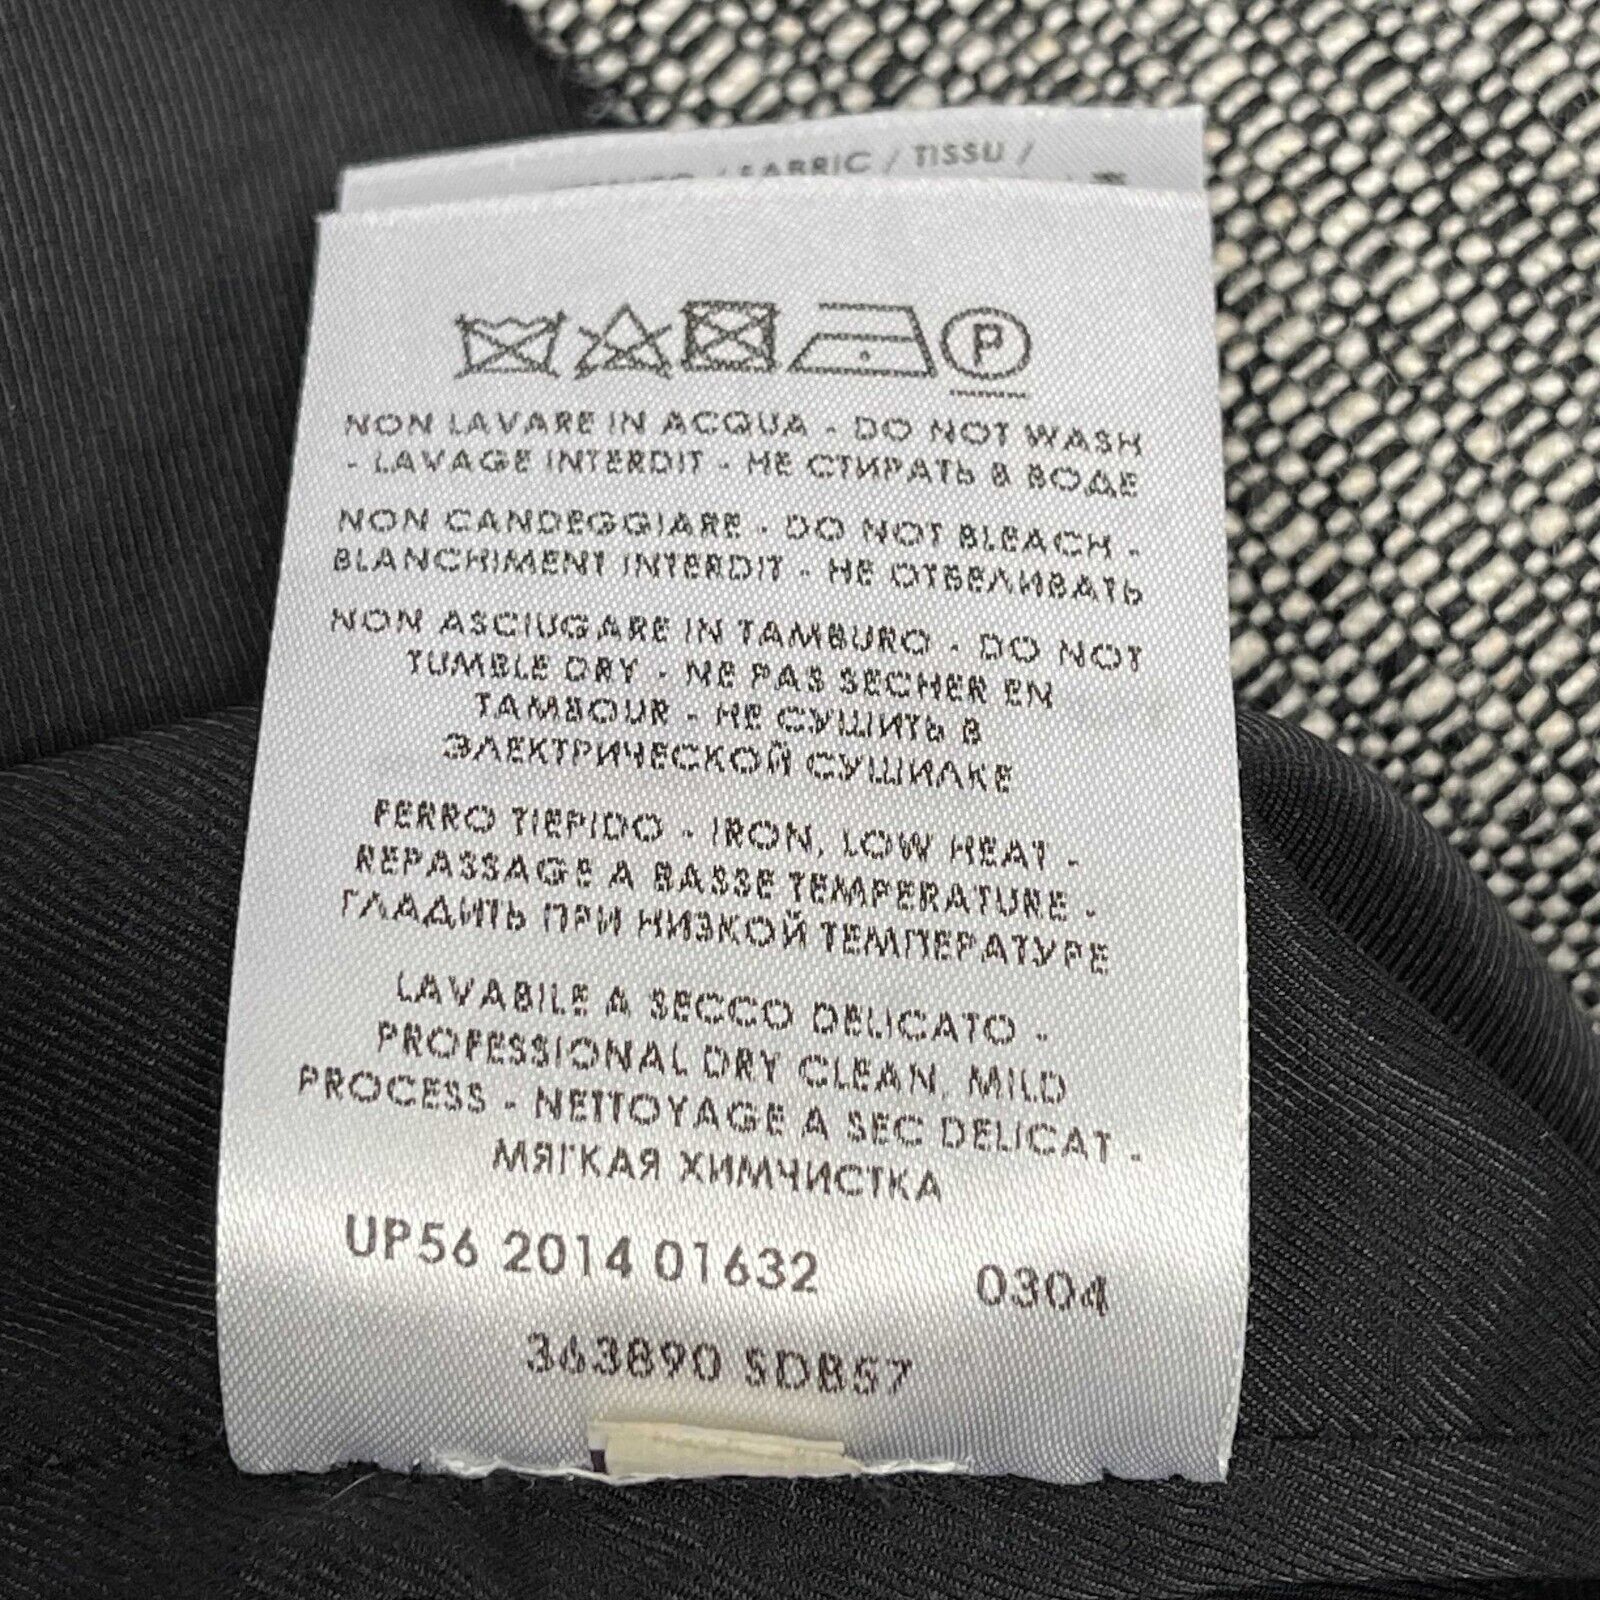 / FABRIC / TISSU /
P
NON LAVARE IN ACQUA - DO NOT WASH
- LAVAGE INTERDIT - НЕ СТИРАТЬ В ВОДЕ
NON CANDEGGIARE - DO NOT BLEACH -
BLANCHIMENT INTERDIT - НЕ ОТБЕЛИВАТЬ
NON ASCIUGARE IN TAMBURO - DO NOT
TUMBLE DRY - NE PAS SECHER EN
TAMBOUR - НЕ СУШИТЬ В
ЭЛЕКТРИЧЕСКОЙ СУШИЛКЕ
FERRO TIEPIDO - IRON, LOW HEAT -
REPASSAGE A BASSE TEMPERATURE -
ГЛАДИТЬ ПРИ НИЗКОЙ ТЕМПЕРАТУРЕ
LAVABILE A SECCO DELICATO -
PROFESSIONAL DRY CLEAN, MILD
PROCESS - NETTOYAGE A SEC DELICAT -
МЯГКАЯ ХИМЧИСТКА
UP56 2014 01632 0304
363890 SDB57